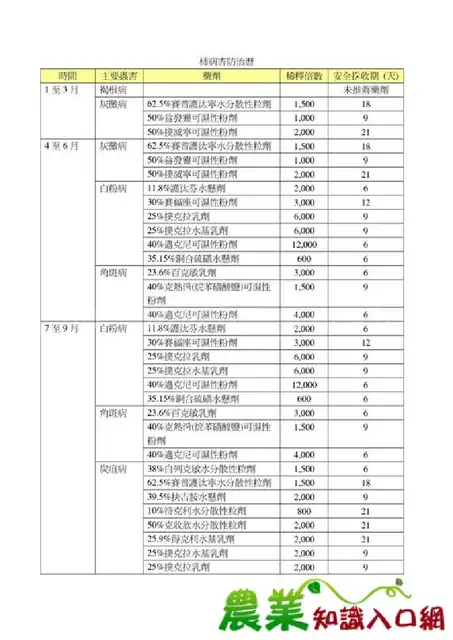 柿病害防治曆
時間 主要蟲害 藥劑 稀釋倍數 安全採收期（天）
1 至 3 月 褐根病 未推薦藥劑
灰黴病 62.5%賽普護汰寧水分散性粒劑 1,500 18
50%益發靈可濕性粉劑 1,000 9
50%撲滅寧可濕性粉劑 2,000 21
4 至 6 月 灰黴病 62.5%賽普護汰寧水分散性粒劑 1,500 18
50%益發靈可濕性粉劑 1,000 9
50%撲滅寧可濕性粉劑 2,000 21
白粉病 11.8%護汰芬水懸劑 2,000 6
30%賽福座可濕性粉劑 3,000 12
25%撲克拉乳劑 6,000 9
25%撲克拉水基乳劑 6,000 9
40%邁克尼可濕性粉劑 12,000 6
35.15%銅合硫磺水懸劑 600 6
角斑病 23.6%百克敏乳劑 3,000 6
40%克熱淨(烷苯磺酸鹽)可濕性 1,500 9
粉劑
40%邁克尼可濕性粉劑 4,000 6
7 至 9 月 白粉病 11.8%護汰芬水懸劑 2,000 6
30%賽福座可濕性粉劑 3,000 12
25%撲克拉乳劑 6,000 9
25%撲克拉水基乳劑 6,000 9
40%邁克尼可濕性粉劑 12,000 6
35.15%銅合硫磺水懸劑 600 6
角斑病 23.6%百克敏乳劑 3,000 6
40%克熱淨(烷苯磺酸鹽)可濕性 1,500 9
粉劑
40%邁克尼可濕性粉劑 4,000 6
炭疽病 38%白列克敏水分散性粒劑 1,500 6
62.5%賽普護汰寧水分散性粒劑 1,500 18
39.5%扶吉胺水懸劑 2,000 9
10%待克利水分散性粒劑 800 21
50%克收欣水分散性粒劑 2,000 21
25.9%得克利水基乳劑 2,000 21
25%撲克拉水基乳劑 2,000 9
25%撲克拉乳劑 2,000 9
農業知識入口網